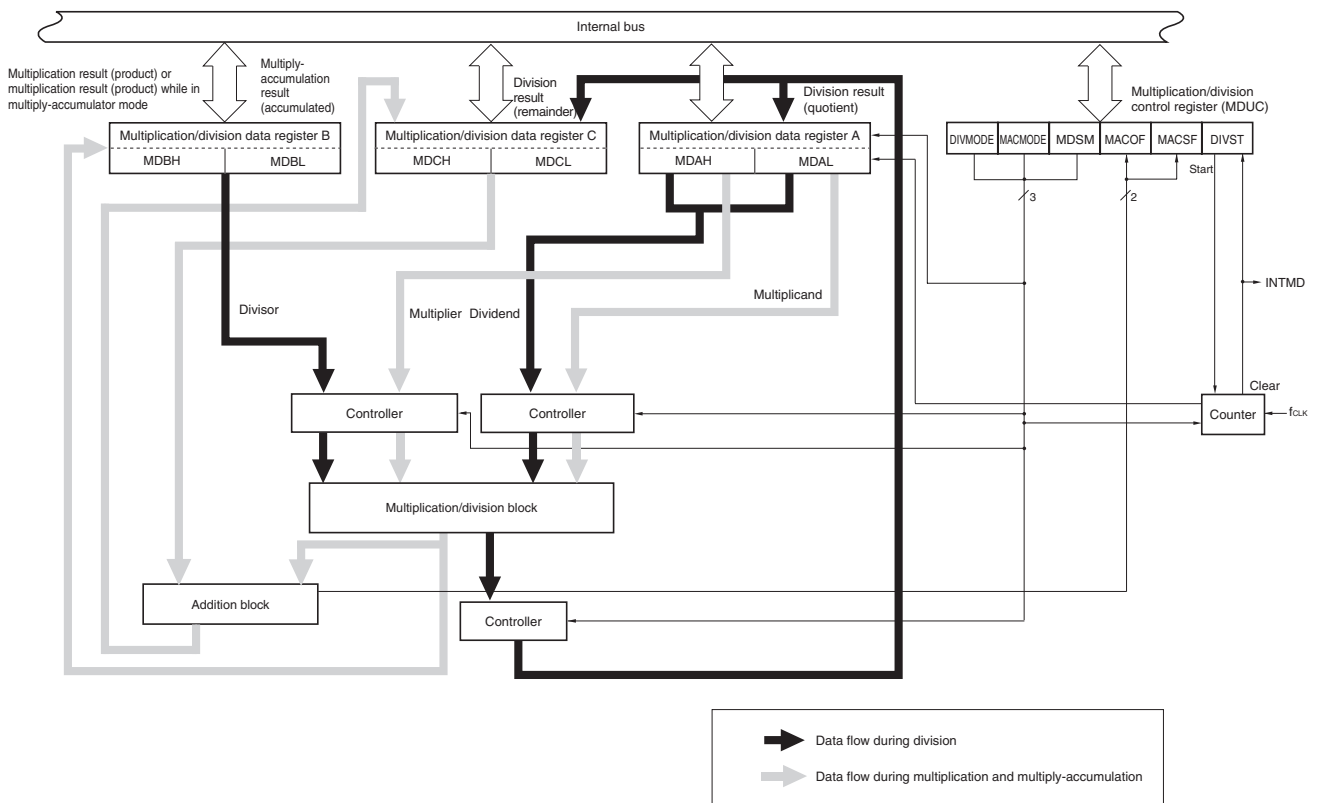 Internal bus
Multiplication result (product) or
multiplication result (product) while in
multiply-accumulator mode
Multiply-
accumulation
result
(accumulated)
Division
result
(remainder)
Division result
(quotient)
Multiplication/division
control register (MDUC)
Multiplication/division data register B
MDBH
MDBL
Multiplication/division data register C
MDCH
MDCL
Multiplication/division data register A
MDAH
MDAL
DIVMODE
MACMODE
MDSM
MACOF
MACSF
DIVST
Start
3
2
INTMD
Divisor
Multiplier
Dividend
Multiplicand
Clear
Controller
Controller
Counter
fCLK
Multiplication/division block
Addition block
Controller
Data flow during division
Data flow during multiplication and multiply-accumulation